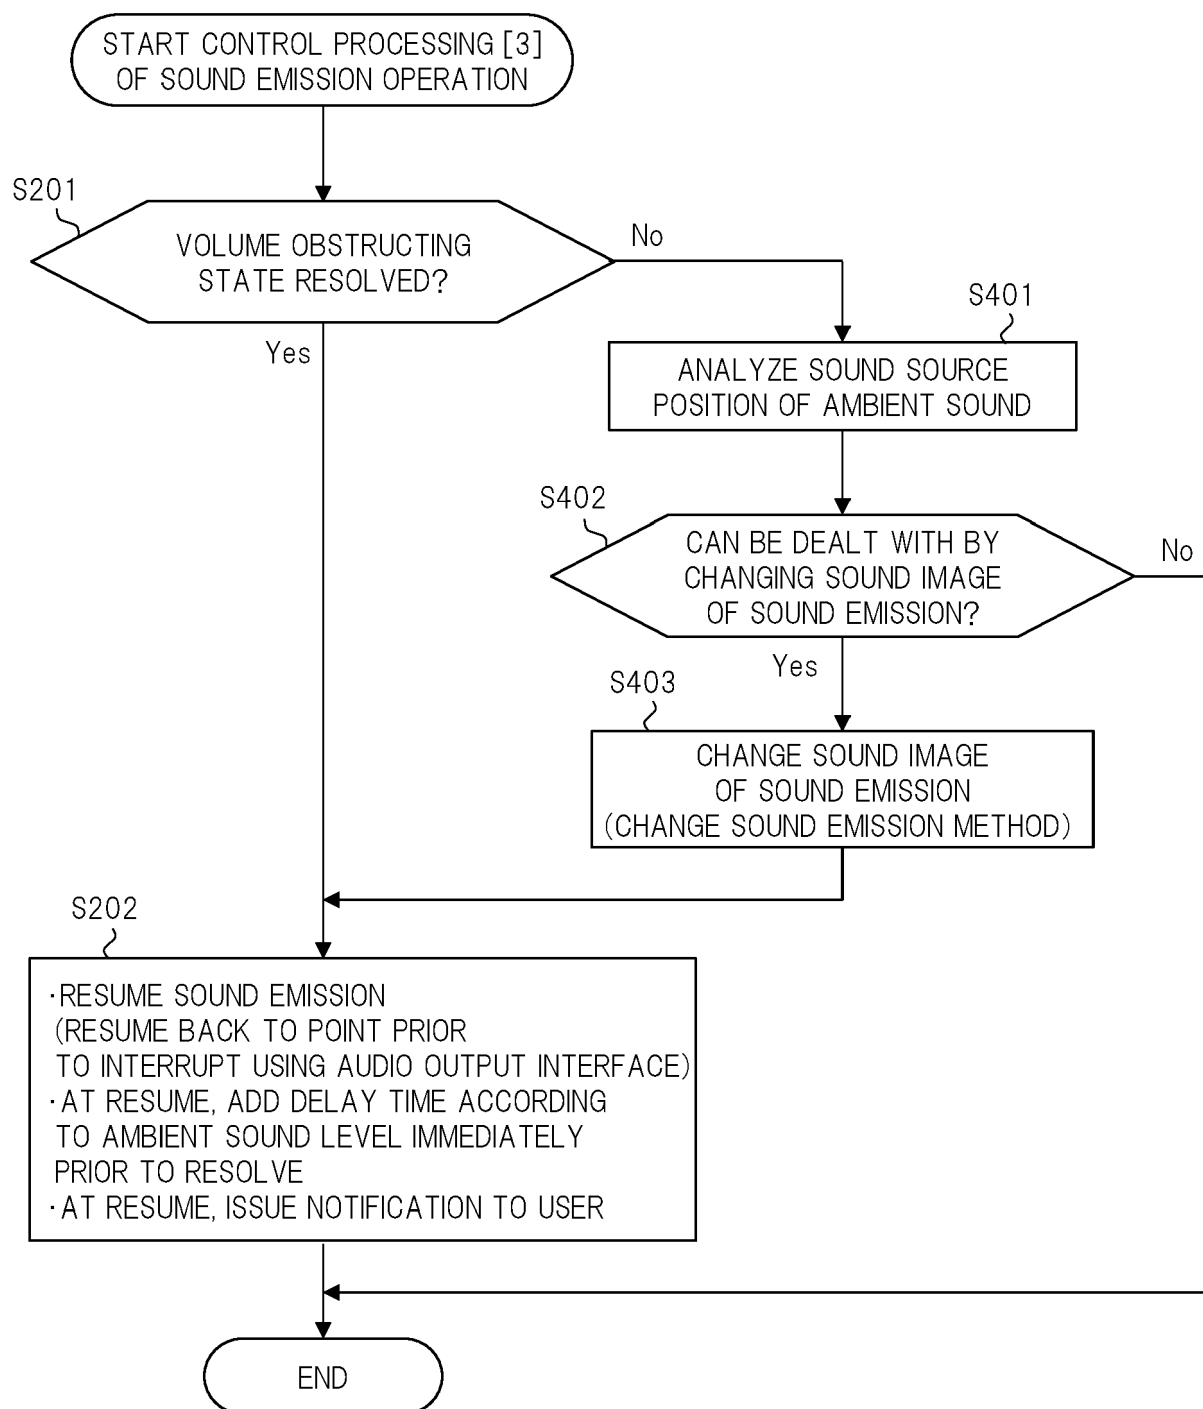 START CONTROL PROCESSING [3]
OF SOUND EMISSION OPERATION
S201
VOLUME OBSTRUCTING
STATE RESOLVED?
No
Yes
S401
ANALYZE SOUND SOURCE
POSITION OF AMBIENT SOUND
S402
CAN BE DEALT WITH BY
CHANGING SOUND IMAGE
OF SOUND EMISSION?
No
Yes
S403
CHANGE SOUND IMAGE
OF SOUND EMISSION
(CHANGE SOUND EMISSION METHOD)
S202
·RESUME SOUND EMISSION
(RESUME BACK TO POINT PRIOR
TO INTERRUPT USING AUDIO OUTPUT INTERFACE)
·AT RESUME, ADD DELAY TIME ACCORDING
TO AMBIENT SOUND LEVEL IMMEDIATELY
PRIOR TO RESOLVE
·AT RESUME, ISSUE NOTIFICATION TO USER
END